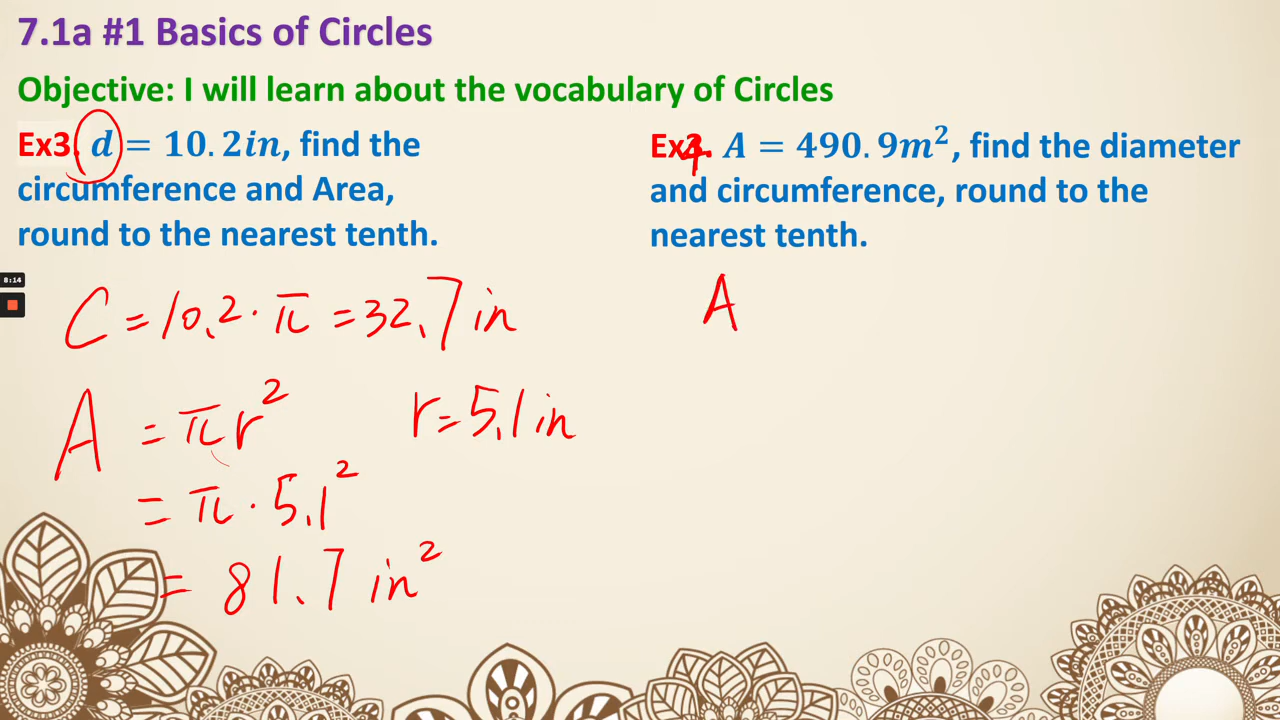 7.1a #1 Basics of Circles
Objective: I will learn about the vocabulary of Circles
Ex3. d = 10.2in, find the
circumference and Area,
round to the nearest tenth.
8:14
C = 10.2 · π = 32.7 in
A = πr²
r = 5.1 in
= π · 5.1²
= 81.7 in²
Ex4. A = 490.9m², find the diameter
and circumference, round to the
nearest tenth.
A